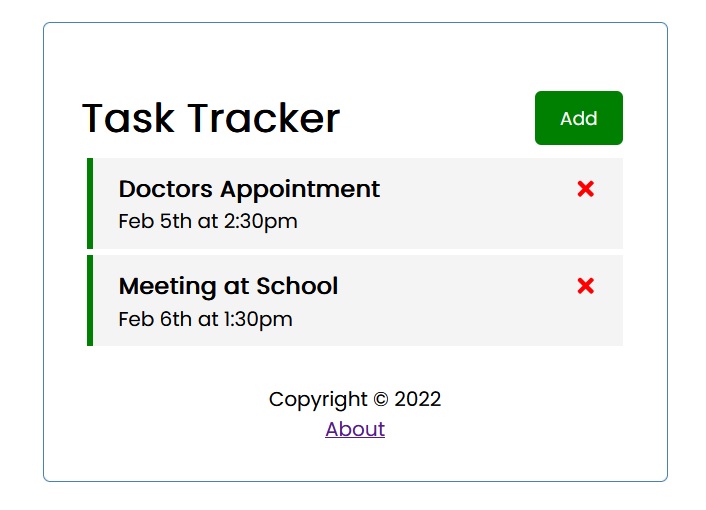 Task Tracker
Add
Doctors Appointment
Feb 5th at 2:30pm
Meeting at School
Feb 6th at 1:30pm
Copyright © 2022
About